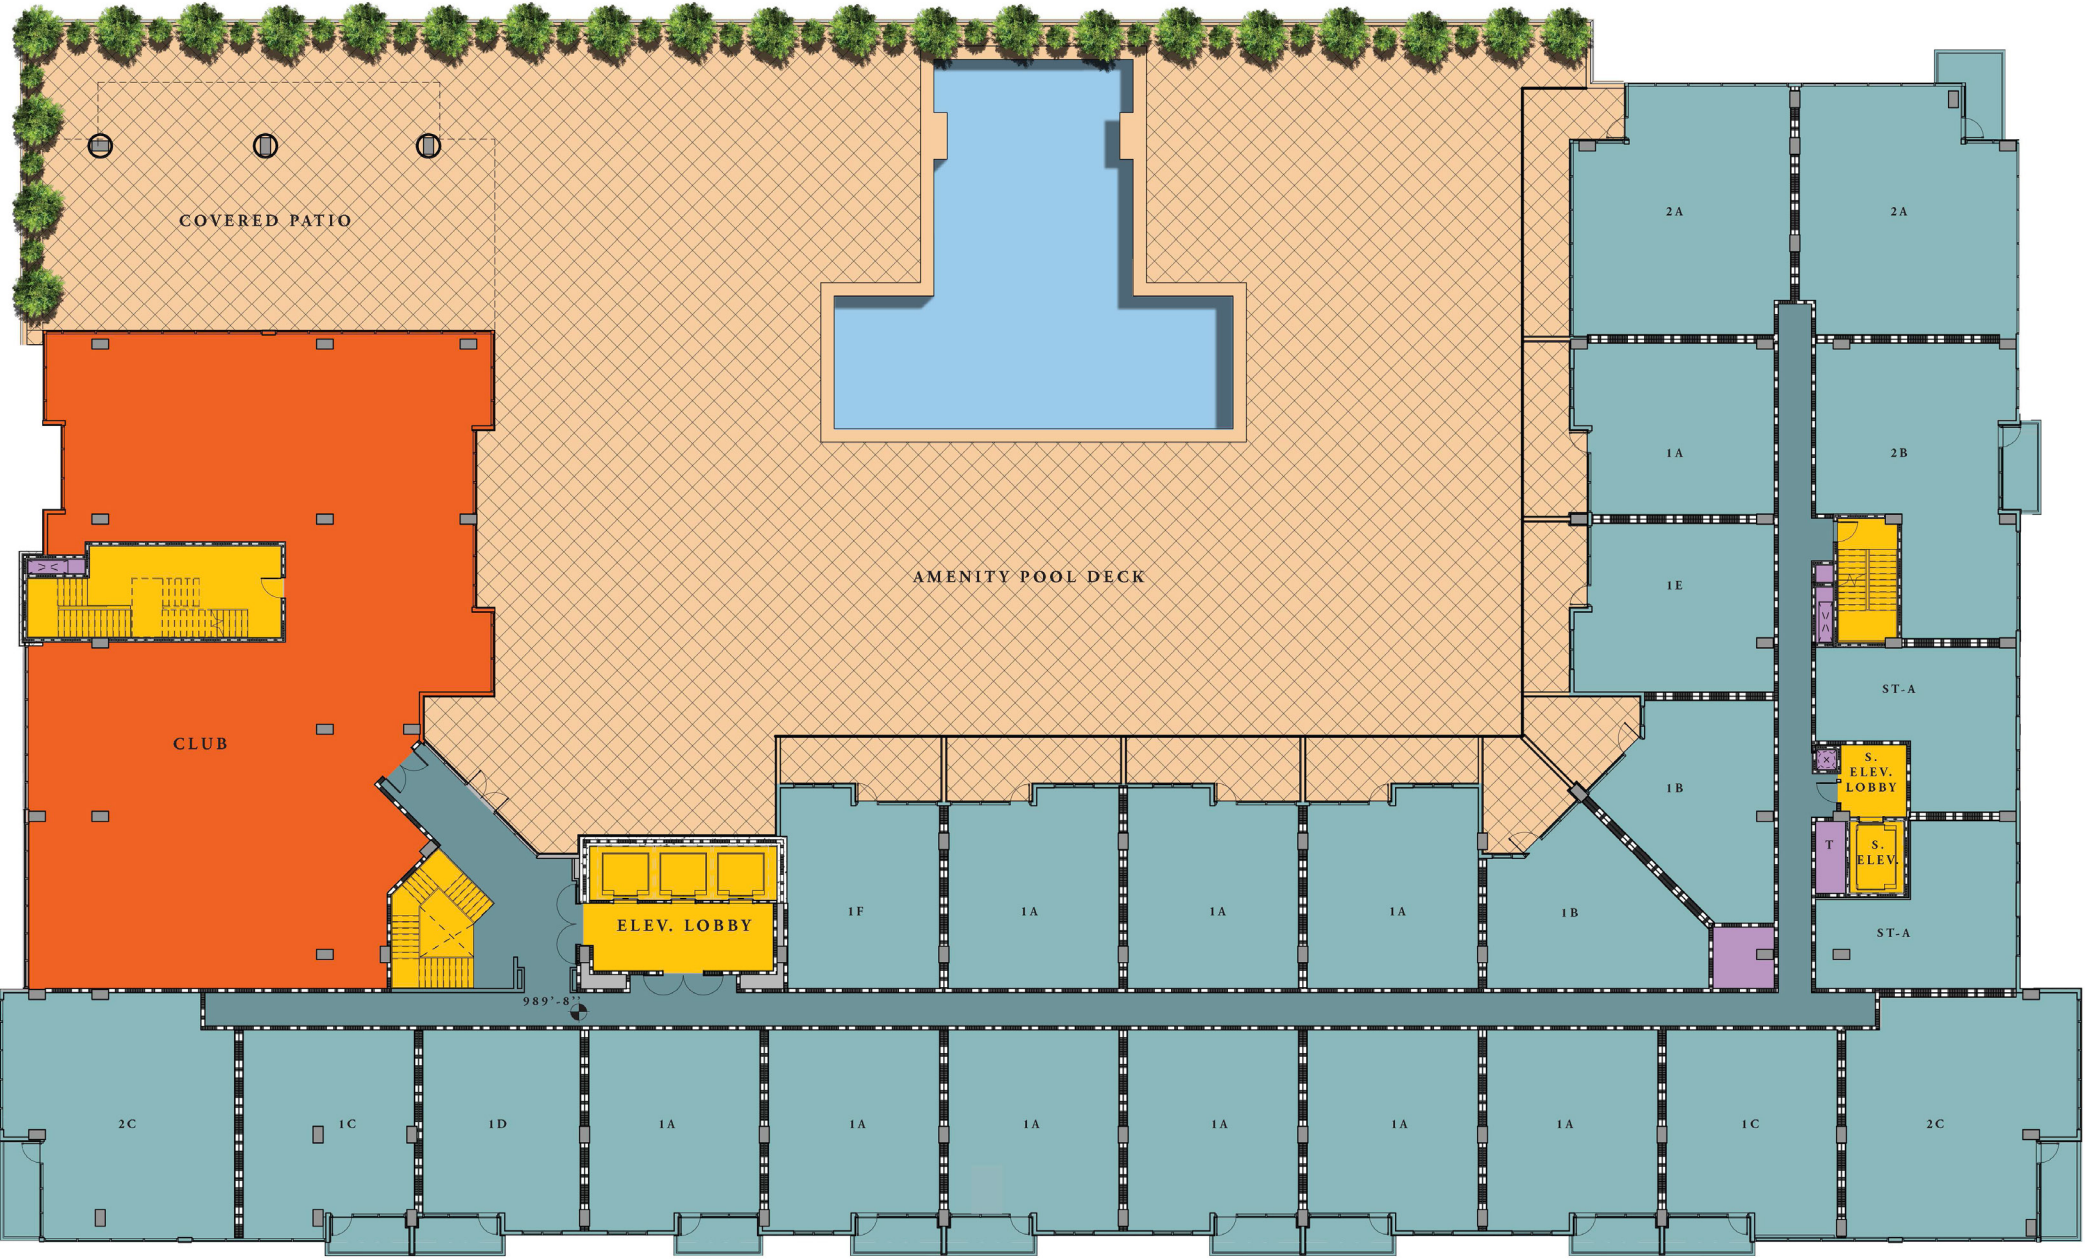 COVERED PATIO
2A
2A
1A
2B
AMENITY POOL DECK
1E
ST-A
CLUB
S.
ELEV.
LOBBY
1B
T
S.
ELEV.
1F
1A
1A
1A
1B
ELEV. LOBBY
ST-A
989'-8''
2C
1C
1D
1A
1A
1A
1A
1A
1A
1C
2C